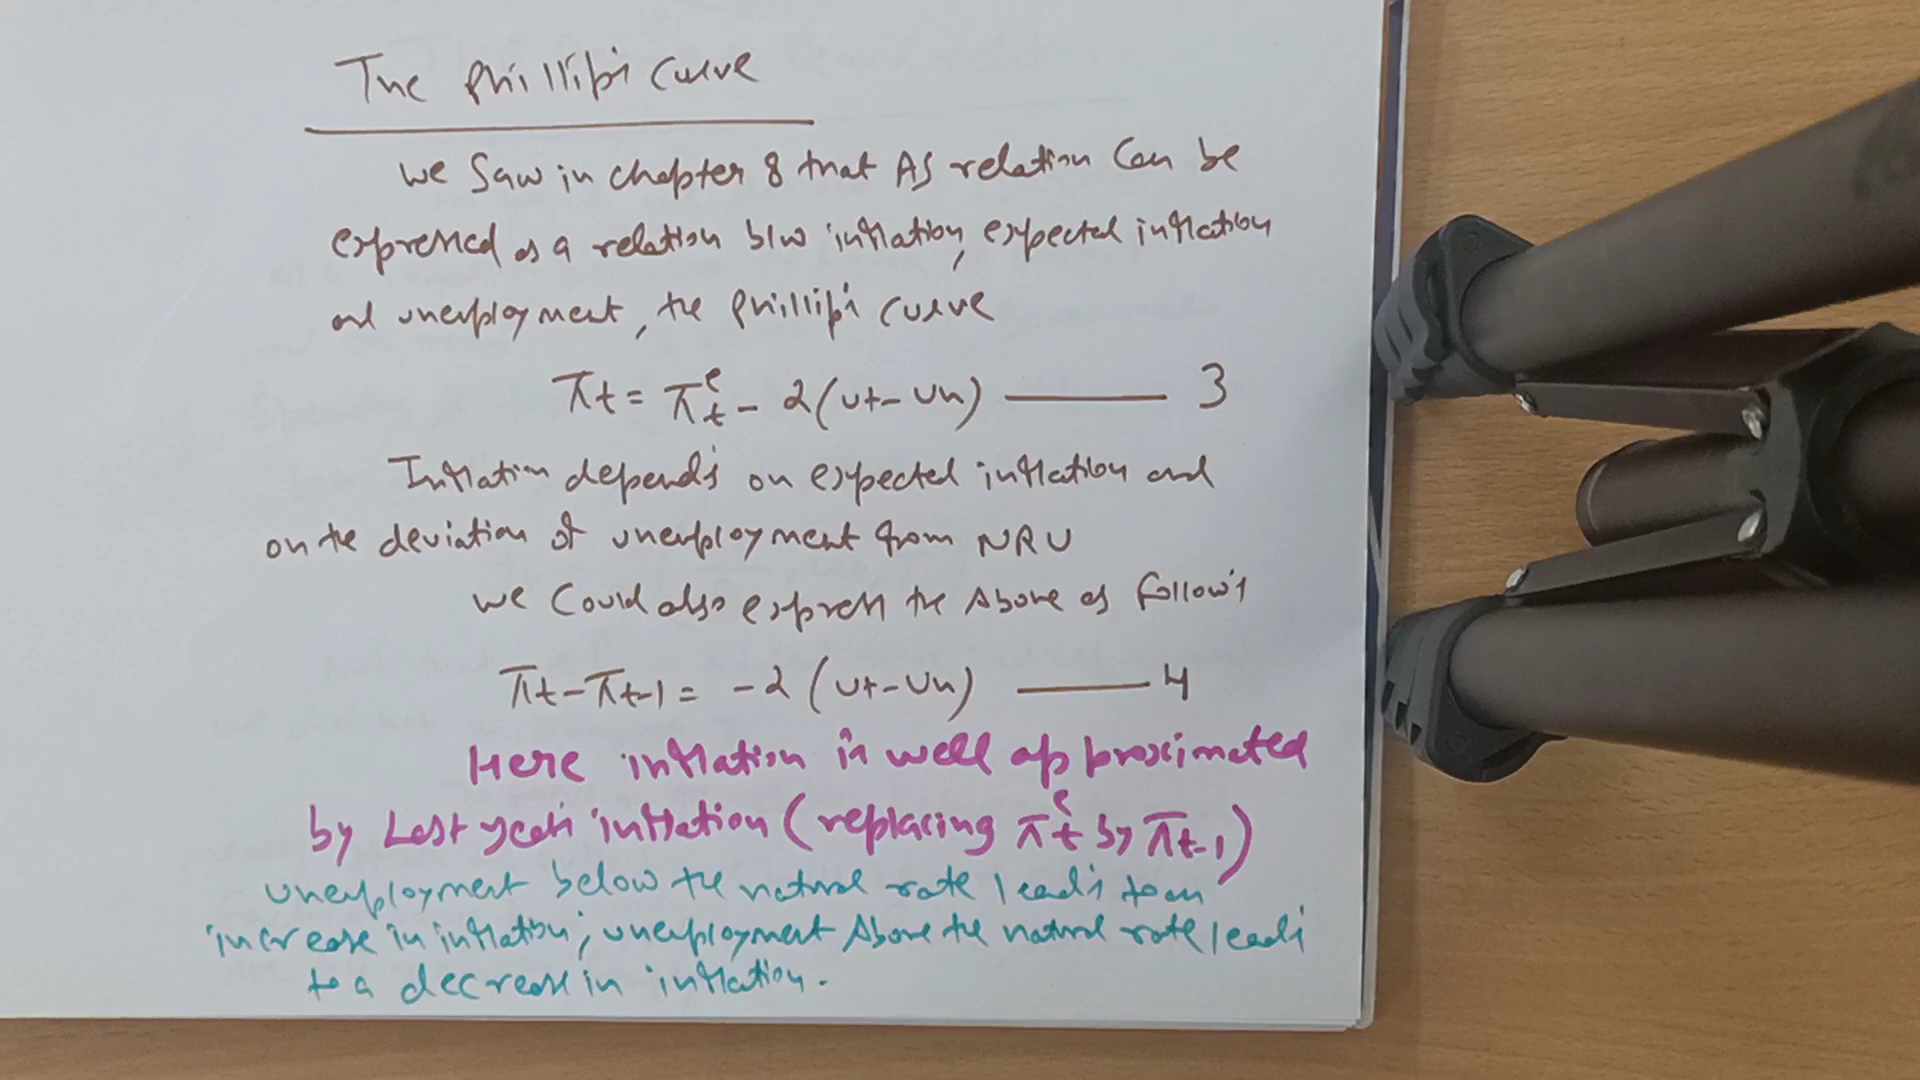 The Phillip's Curve
We Saw in chapter 8 that AS relation Can be
expressed as a relation b/w inflation, expected inflation
and unemployment, the Phillip's curve
πt = πᵉt - 2(ut - un) —— 3
Inflation depends on expected inflation and
on the deviation of unemployment from NRU
we Could also express the Above as follow's
πt - πt-1 = -2 (ut - un) —— 4
Here inflation is well approximated
by Last year's inflation (replacing πᵉt by πt-1)
unemployment below the natural rate leads to an
increase in inflation; unemployment Above the natural rate leads
to a decrease in inflation.